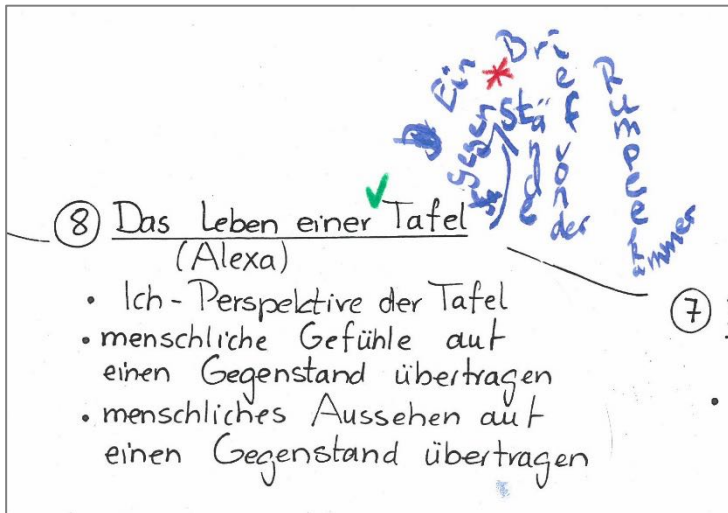 Ein * Brief von der Rumpelkammer
Gegenstände
⑧ Das Leben einer Tafel
(Alexa)
• Ich-Perspektive der Tafel
• menschliche Gefühle auf
einen Gegenstand übertragen
• menschliches Aussehen auf
einen Gegenstand übertragen
⑦